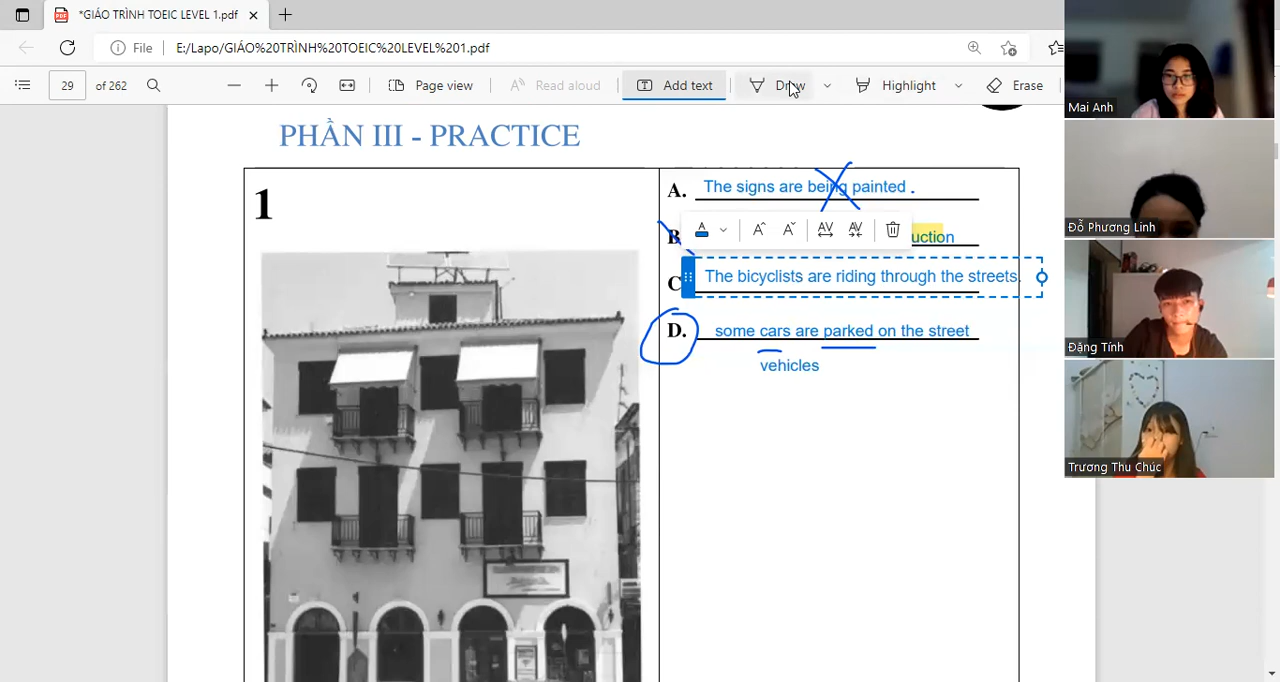 *GIÁO TRÌNH TOEIC LEVEL 1.pdf
File E:/Lapo/GIÁO%20TRÌNH%20TOEIC%20LEVEL%201.pdf
29 of 262 Page view Read aloud Add text Draw Highlight Erase
PHẦN III - PRACTICE
1
A. The signs are being painted .
B uction
C The bicyclists are riding through the streets.
D. some cars are parked on the street
vehicles
Mai Anh
Đỗ Phương Linh
Đặng Tính
Trương Thu Chúc